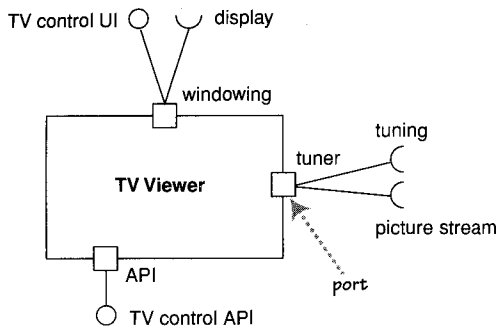 TV control UI
display
windowing
tuning
tuner
TV Viewer
picture stream
API
port
TV control API